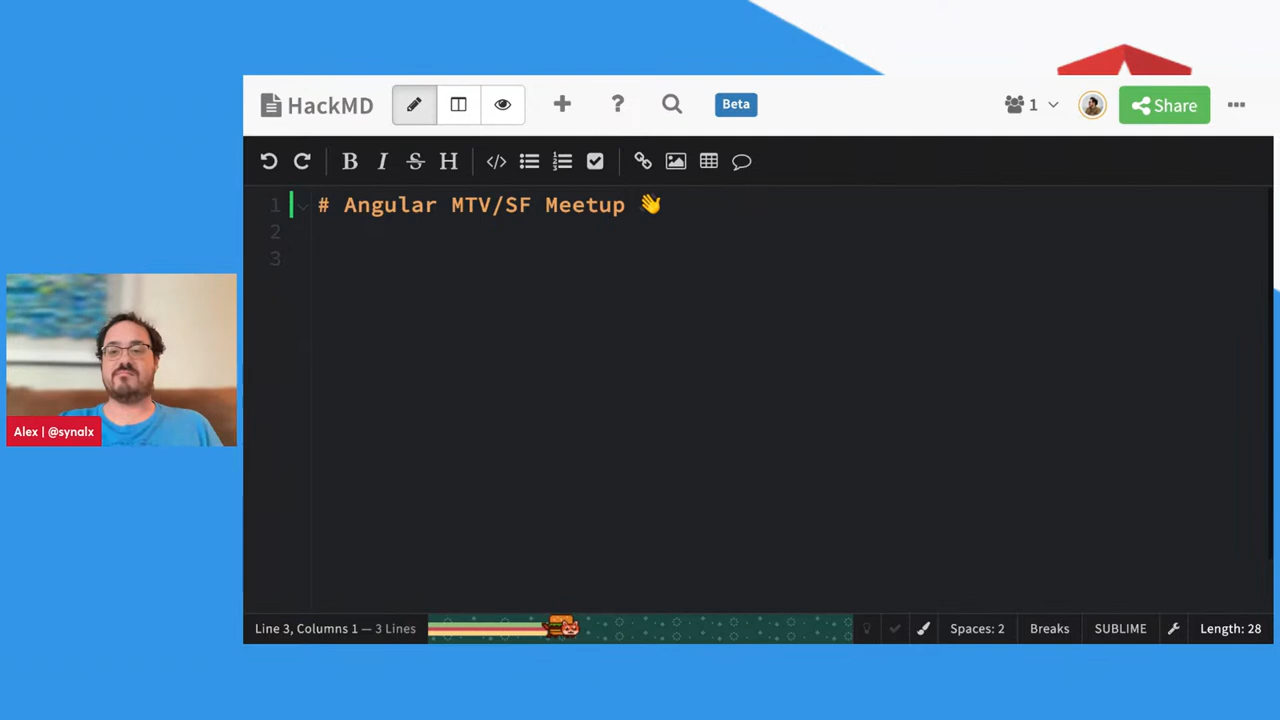 HackMD
Beta
1
Share
B I S H </>
1 # Angular MTV/SF Meetup 👋
2
3
Alex | @synalx
Line 3, Columns 1 — 3 Lines
Spaces: 2
Breaks
SUBLIME
Length: 28